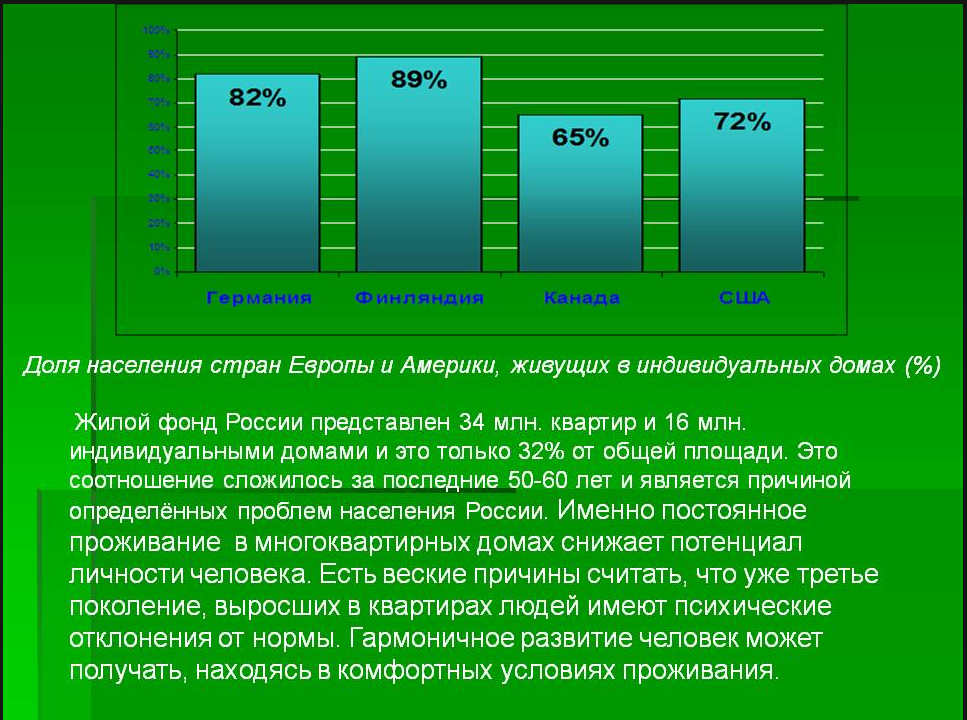 100%
90%
80%
70%
60%
50%
40%
30%
20%
10%
0%
82%
89%
65%
72%
Германия Финляндия Канада США
Доля населения стран Европы и Америки, живущих в индивидуальных домах (%)
Жилой фонд России представлен 34 млн. квартир и 16 млн.
индивидуальными домами и это только 32% от общей площади. Это
соотношение сложилось за последние 50-60 лет и является причиной
определённых проблем населения России. Именно постоянное
проживание в многоквартирных домах снижает потенциал
личности человека. Есть веские причины считать, что уже третье
поколение, выросших в квартирах людей имеют психические
отклонения от нормы. Гармоничное развитие человек может
получать, находясь в комфортных условиях проживания.